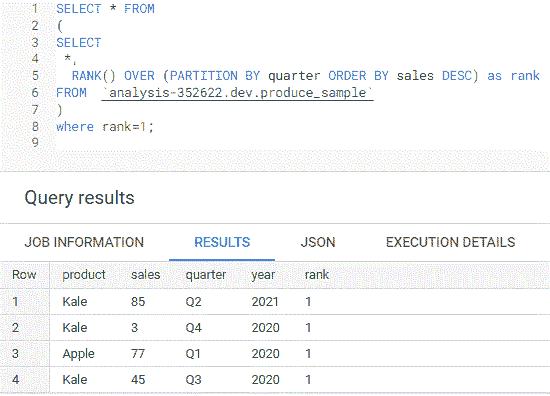 1 SELECT * FROM
2 (
3 SELECT
4 *,
5 RANK() OVER (PARTITION BY quarter ORDER BY sales DESC) as rank
6 FROM `analysis-352622.dev.produce_sample`
7 )
8 where rank=1;
9
Query results
JOB INFORMATION RESULTS JSON EXECUTION DETAILS
Row product sales quarter year rank
1 Kale 85 Q2 2021 1
2 Kale 3 Q4 2020 1
3 Apple 77 Q1 2020 1
4 Kale 45 Q3 2020 1